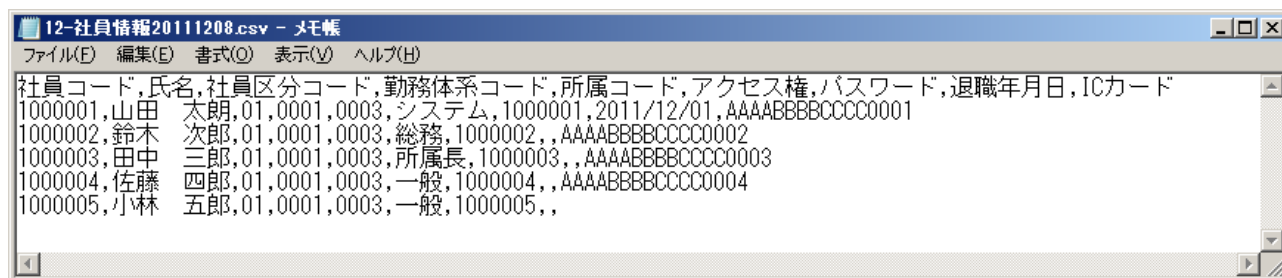 12-社員情報20111208.csv - メモ帳
ファイル(F) 編集(E) 書式(O) 表示(V) ヘルプ(H)
社員コード,氏名,社員区分コード,勤務体系コード,所属コード,アクセス権,パスワード,退職年月日,ICカード
1000001,山田　太朗,01,0001,0003,システム,1000001,2011/12/01,AAAABBBBCCCC0001
1000002,鈴木　次郎,01,0001,0003,総務,1000002,,AAAABBBBCCCC0002
1000003,田中　三郎,01,0001,0003,所属長,1000003,,AAAABBBBCCCC0003
1000004,佐藤　四郎,01,0001,0003,一般,1000004,,AAAABBBBCCCC0004
1000005,小林　五郎,01,0001,0003,一般,1000005,,